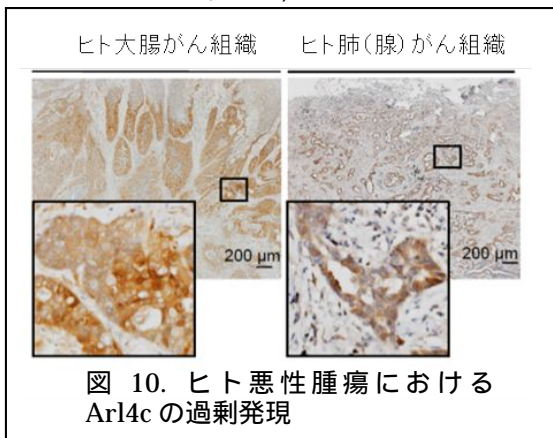 ヒト大腸がん組織
ヒト肺(腺)がん組織
200 μm
200 μm
図 10. ヒト悪性腫瘍における
Arl4c の過剰発現